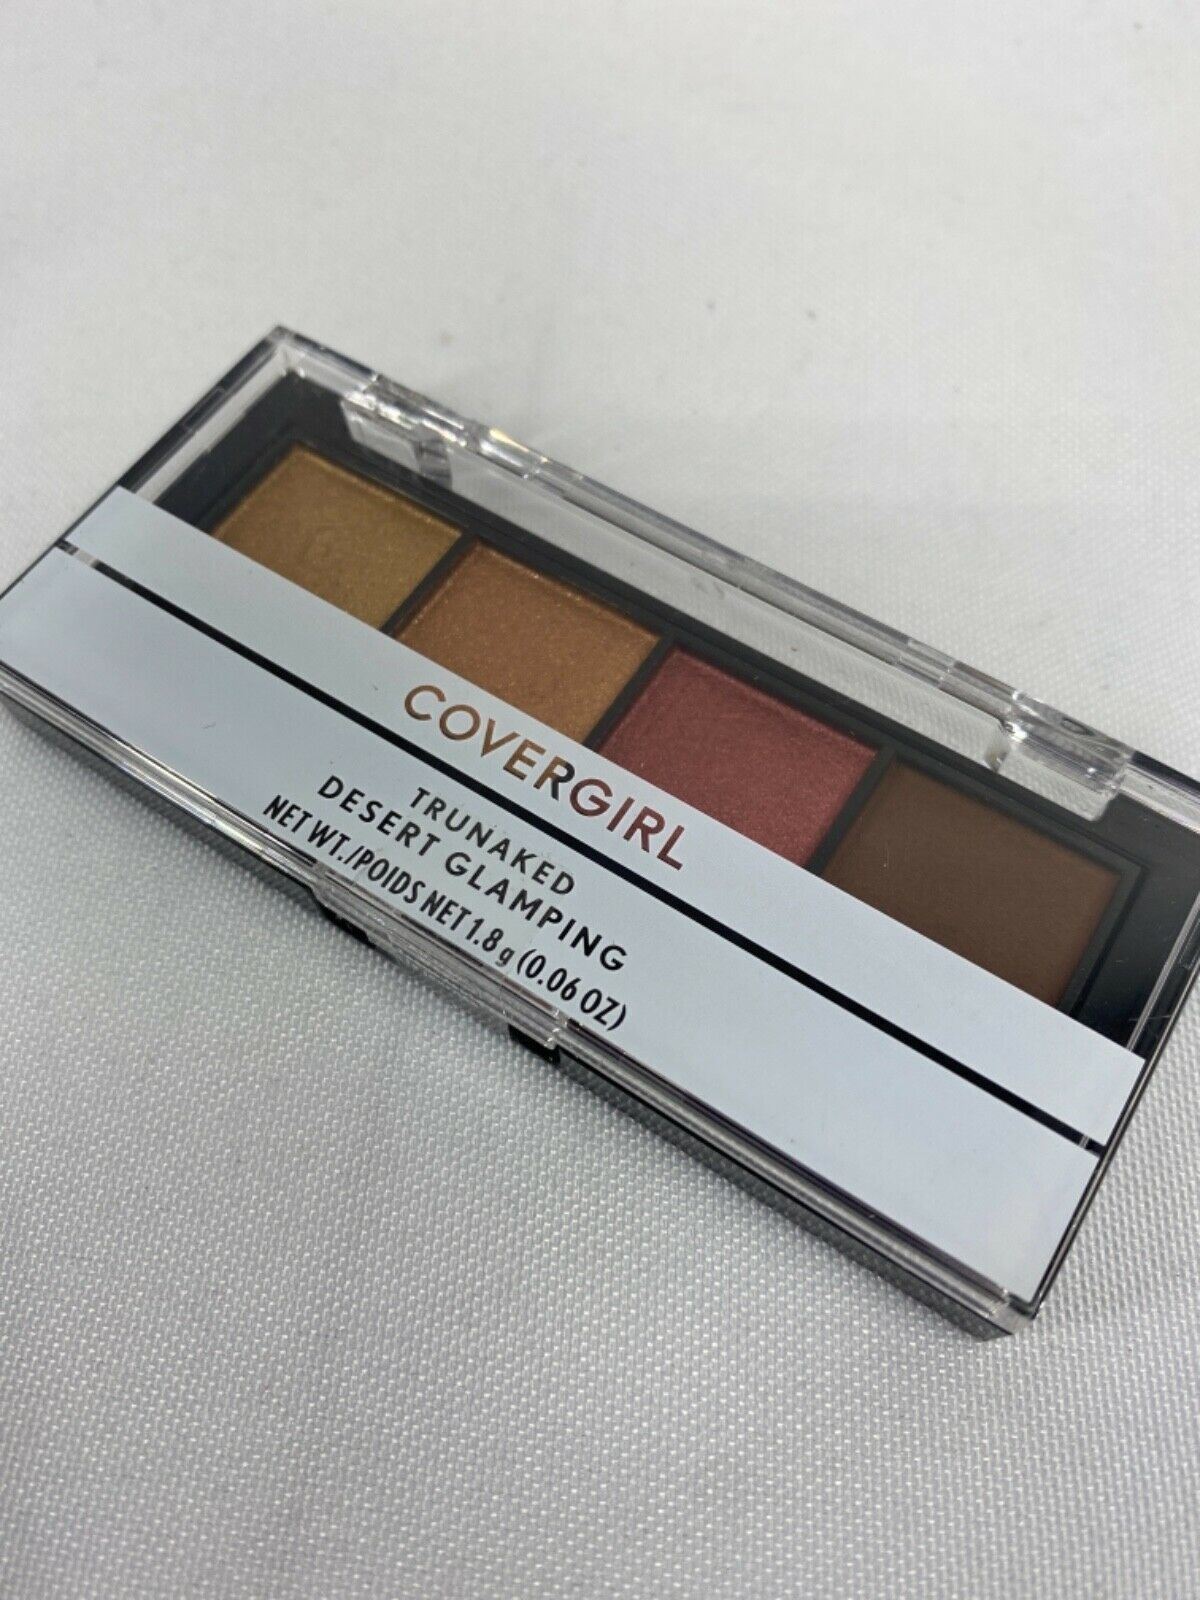 COVERGIRL
TRUNAKED
DESERT GLAMPING
NET WT./POIDS NET 1.8 g (0.06 OZ)